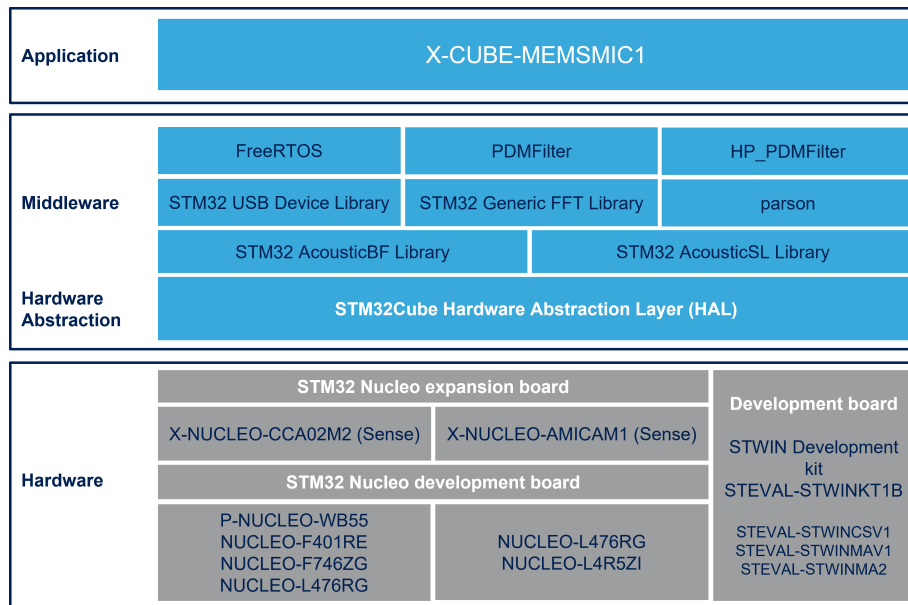 Application
X-CUBE-MEMSMIC1
Middleware
FreeRTOS
PDMFilter
HP_PDMFilter
STM32 USB Device Library
STM32 Generic FFT Library
parson
STM32 AcousticBF Library
STM32 AcousticSL Library
Hardware
Abstraction
STM32Cube Hardware Abstraction Layer (HAL)
Hardware
STM32 Nucleo expansion board
X-NUCLEO-CCA02M2 (Sense)
X-NUCLEO-AMICAM1 (Sense)
STM32 Nucleo development board
P-NUCLEO-WB55
NUCLEO-F401RE
NUCLEO-F746ZG
NUCLEO-L476RG
NUCLEO-L476RG
NUCLEO-L4R5ZI
Development board
STWIN Development
kit
STEVAL-STWINKT1B
STEVAL-STWINCSV1
STEVAL-STWINMAV1
STEVAL-STWINMA2